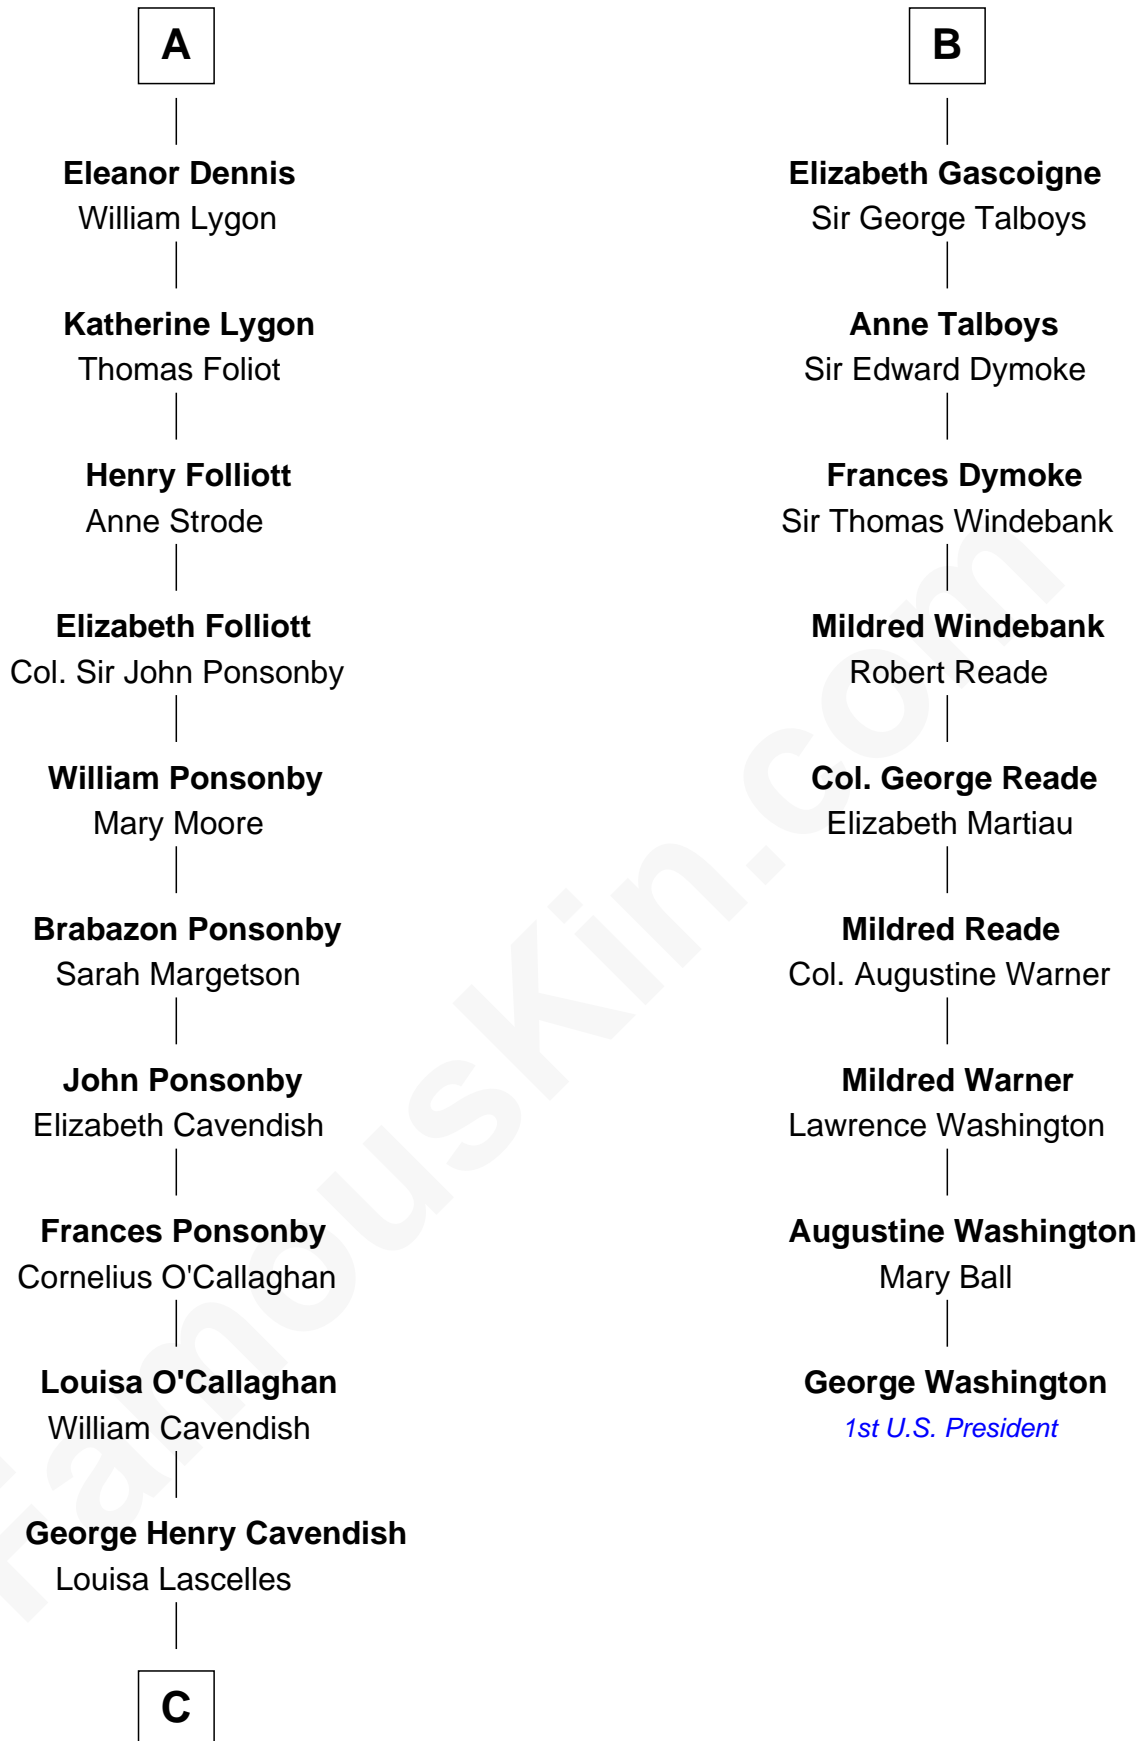 A
Eleanor Dennis
William Lygon
Katherine Lygon
Thomas Foliot
Henry Folliott
Anne Strode
Elizabeth Folliott
Col. Sir John Ponsonby
William Ponsonby
Mary Moore
Brabazon Ponsonby
Sarah Margetson
John Ponsonby
Elizabeth Cavendish
Frances Ponsonby
Cornelius O'Callaghan
Louisa O'Callaghan
William Cavendish
George Henry Cavendish
Louisa Lascelles
C
B
Elizabeth Gascoigne
Sir George Talboys
Anne Talboys
Sir Edward Dymoke
Frances Dymoke
Sir Thomas Windebank
Mildred Windebank
Robert Reade
Col. George Reade
Elizabeth Martiau
Mildred Reade
Col. Augustine Warner
Mildred Warner
Lawrence Washington
Augustine Washington
Mary Ball
George Washington
1st U.S. President
FamousKin.com